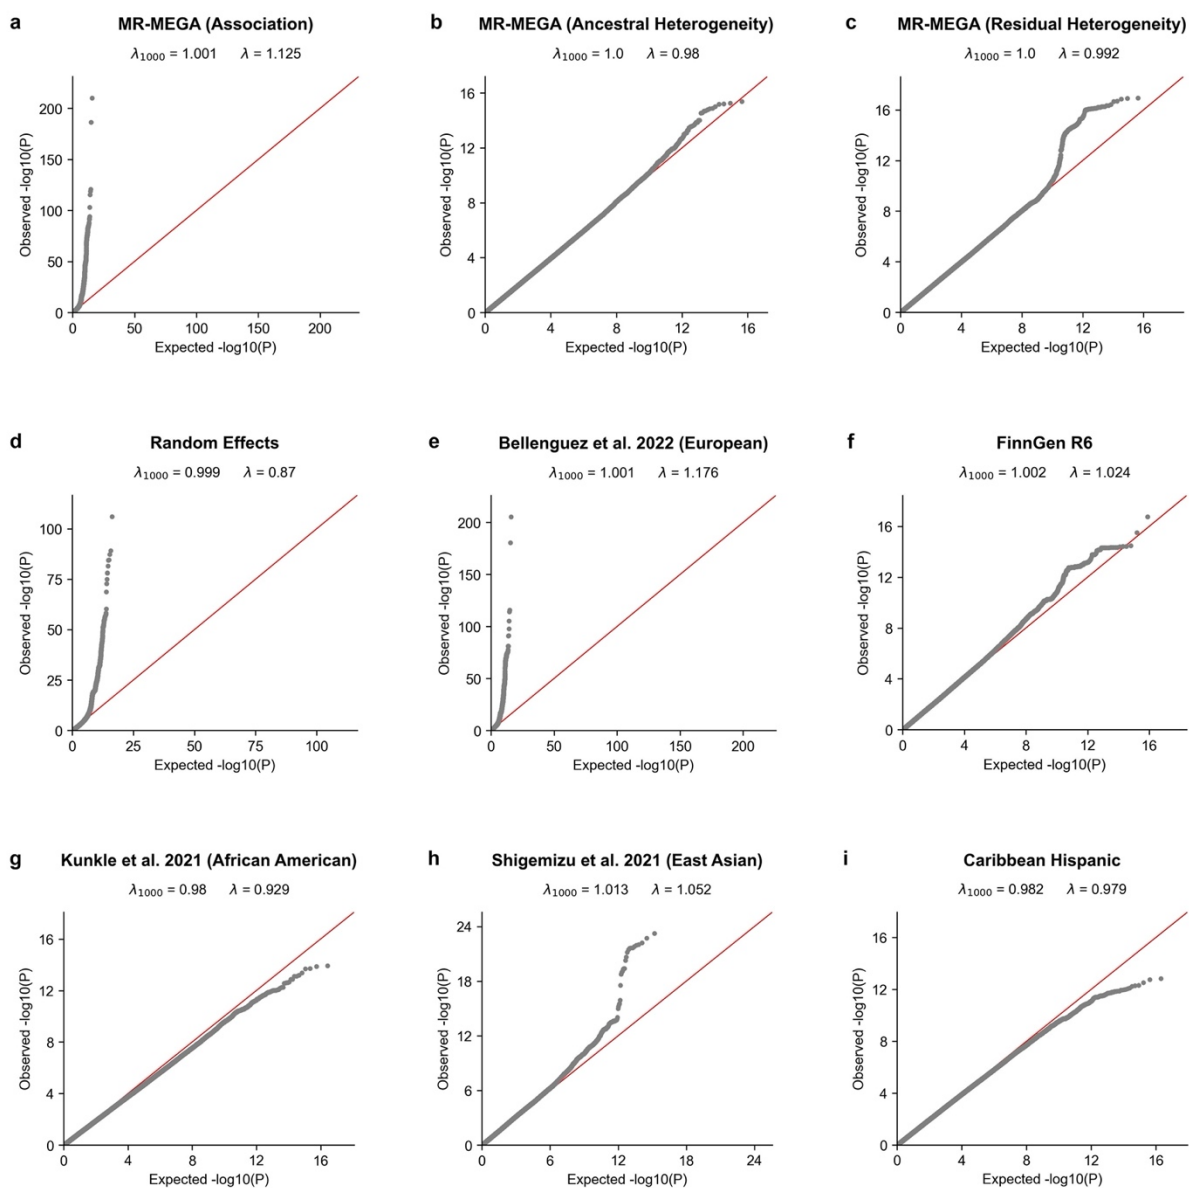 a
MR-MEGA (Association)
λ1000 = 1.001 λ = 1.125
Observed -log10(P)
200
150
100
50
0
0 50 100 150 200
Expected -log10(P)
b
MR-MEGA (Ancestral Heterogeneity)
λ1000 = 1.0 λ = 0.98
Observed -log10(P)
16
12
8
4
0
0 4 8 12 16
Expected -log10(P)
c
MR-MEGA (Residual Heterogeneity)
λ1000 = 1.0 λ = 0.992
Observed -log10(P)
16
12
8
4
0
0 4 8 12 16
Expected -log10(P)
d
Random Effects
λ1000 = 0.999 λ = 0.87
Observed -log10(P)
100
75
50
25
0
0 25 50 75 100
Expected -log10(P)
e
Bellenguez et al. 2022 (European)
λ1000 = 1.001 λ = 1.176
Observed -log10(P)
200
150
100
50
0
0 50 100 150 200
Expected -log10(P)
f
FinnGen R6
λ1000 = 1.002 λ = 1.024
Observed -log10(P)
16
12
8
4
0
0 4 8 12 16
Expected -log10(P)
g
Kunkle et al. 2021 (African American)
λ1000 = 0.98 λ = 0.929
Observed -log10(P)
16
12
8
4
0
0 4 8 12 16
Expected -log10(P)
h
Shigemizu et al. 2021 (East Asian)
λ1000 = 1.013 λ = 1.052
Observed -log10(P)
24
18
12
6
0
0 6 12 18 24
Expected -log10(P)
i
Caribbean Hispanic
λ1000 = 0.982 λ = 0.979
Observed -log10(P)
16
12
8
4
0
0 4 8 12 16
Expected -log10(P)